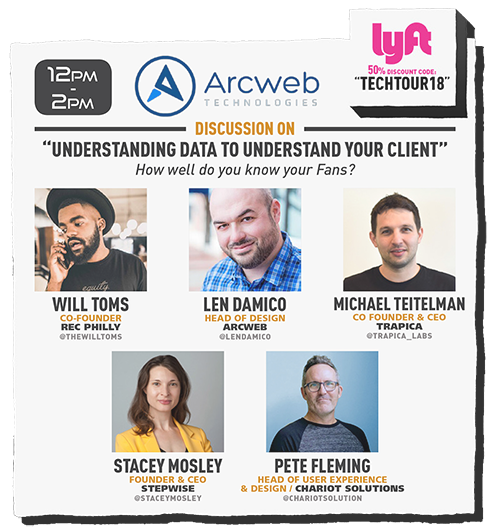 12PM
-
2PM
Arcweb
TECHNOLOGIES
lyft
50% DISCOUNT CODE:
"TECHTOUR18"
DISCUSSION ON
“UNDERSTANDING DATA TO UNDERSTAND YOUR CLIENT”
How well do you know your Fans?
equity
WILL TOMS
CO-FOUNDER
REC PHILLY
@THEWILLTOMS
LEN DAMICO
HEAD OF DESIGN
ARCWEB
@LENDAMICO
MICHAEL TEITELMAN
CO FOUNDER & CEO
TRAPICA
@TRAPICA_LABS
STACEY MOSLEY
FOUNDER & CEO
STEPWISE
@STACEYMOSLEY
PETE FLEMING
HEAD OF USER EXPERIENCE
& DESIGN / CHARIOT SOLUTIONS
@CHARIOTSOLUTION